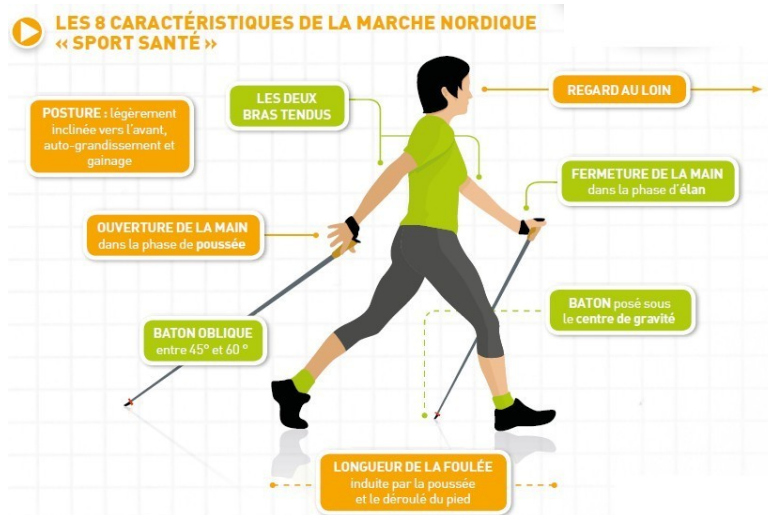 LES 8 CARACTÉRISTIQUES DE LA MARCHE NORDIQUE
« SPORT SANTÉ »
POSTURE : légèrement
inclinée vers l'avant,
auto-grandissement et
gainage
LES DEUX
BRAS TENDUS
REGARD AU LOIN
FERMETURE DE LA MAIN
dans la phase d'élan
OUVERTURE DE LA MAIN
dans la phase de poussée
BATON posé sous
le centre de gravité
BATON OBLIQUE
entre 45° et 60 °
LONGUEUR DE LA FOULÉE
induite par la poussée
et le déroulé du pied